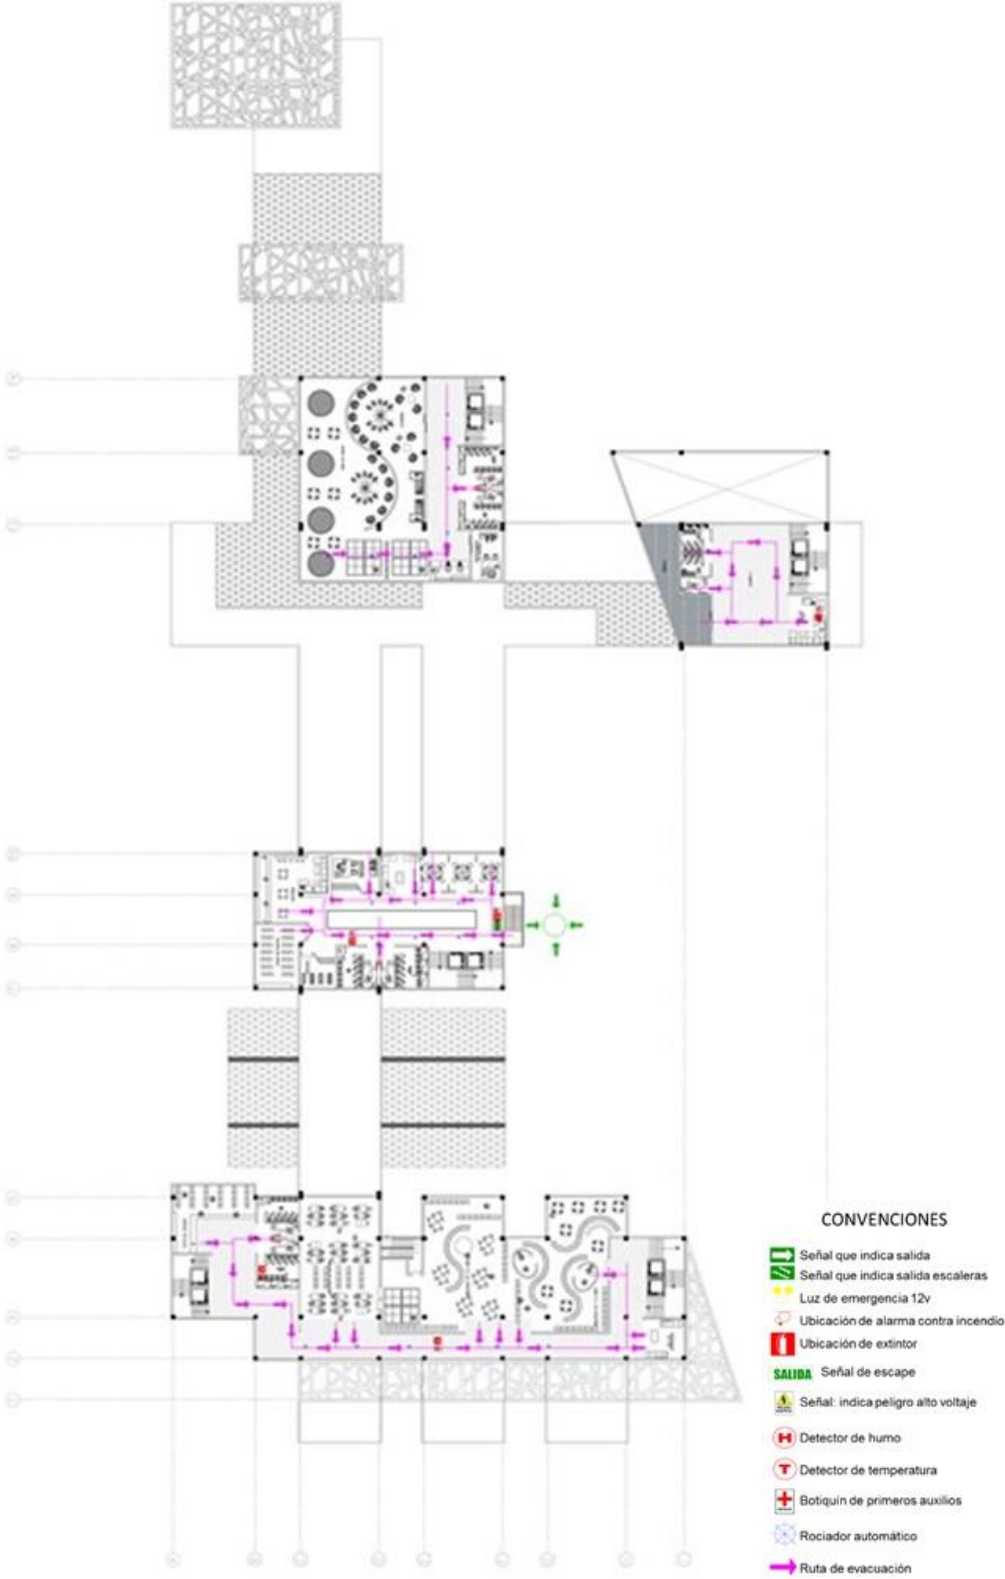 CONVENCIONES
Señal que indica salida
Señal que indica salida escaleras
Luz de emergencia 12v
Ubicación de alarma contra incendio
Ubicación de extintor
SALIDA Señal de escape
Señal: indica peligro alto voltaje
H Detector de humo
T Detector de temperatura
Botiquín de primeros auxilios
Rociador automático
Ruta de evacuación